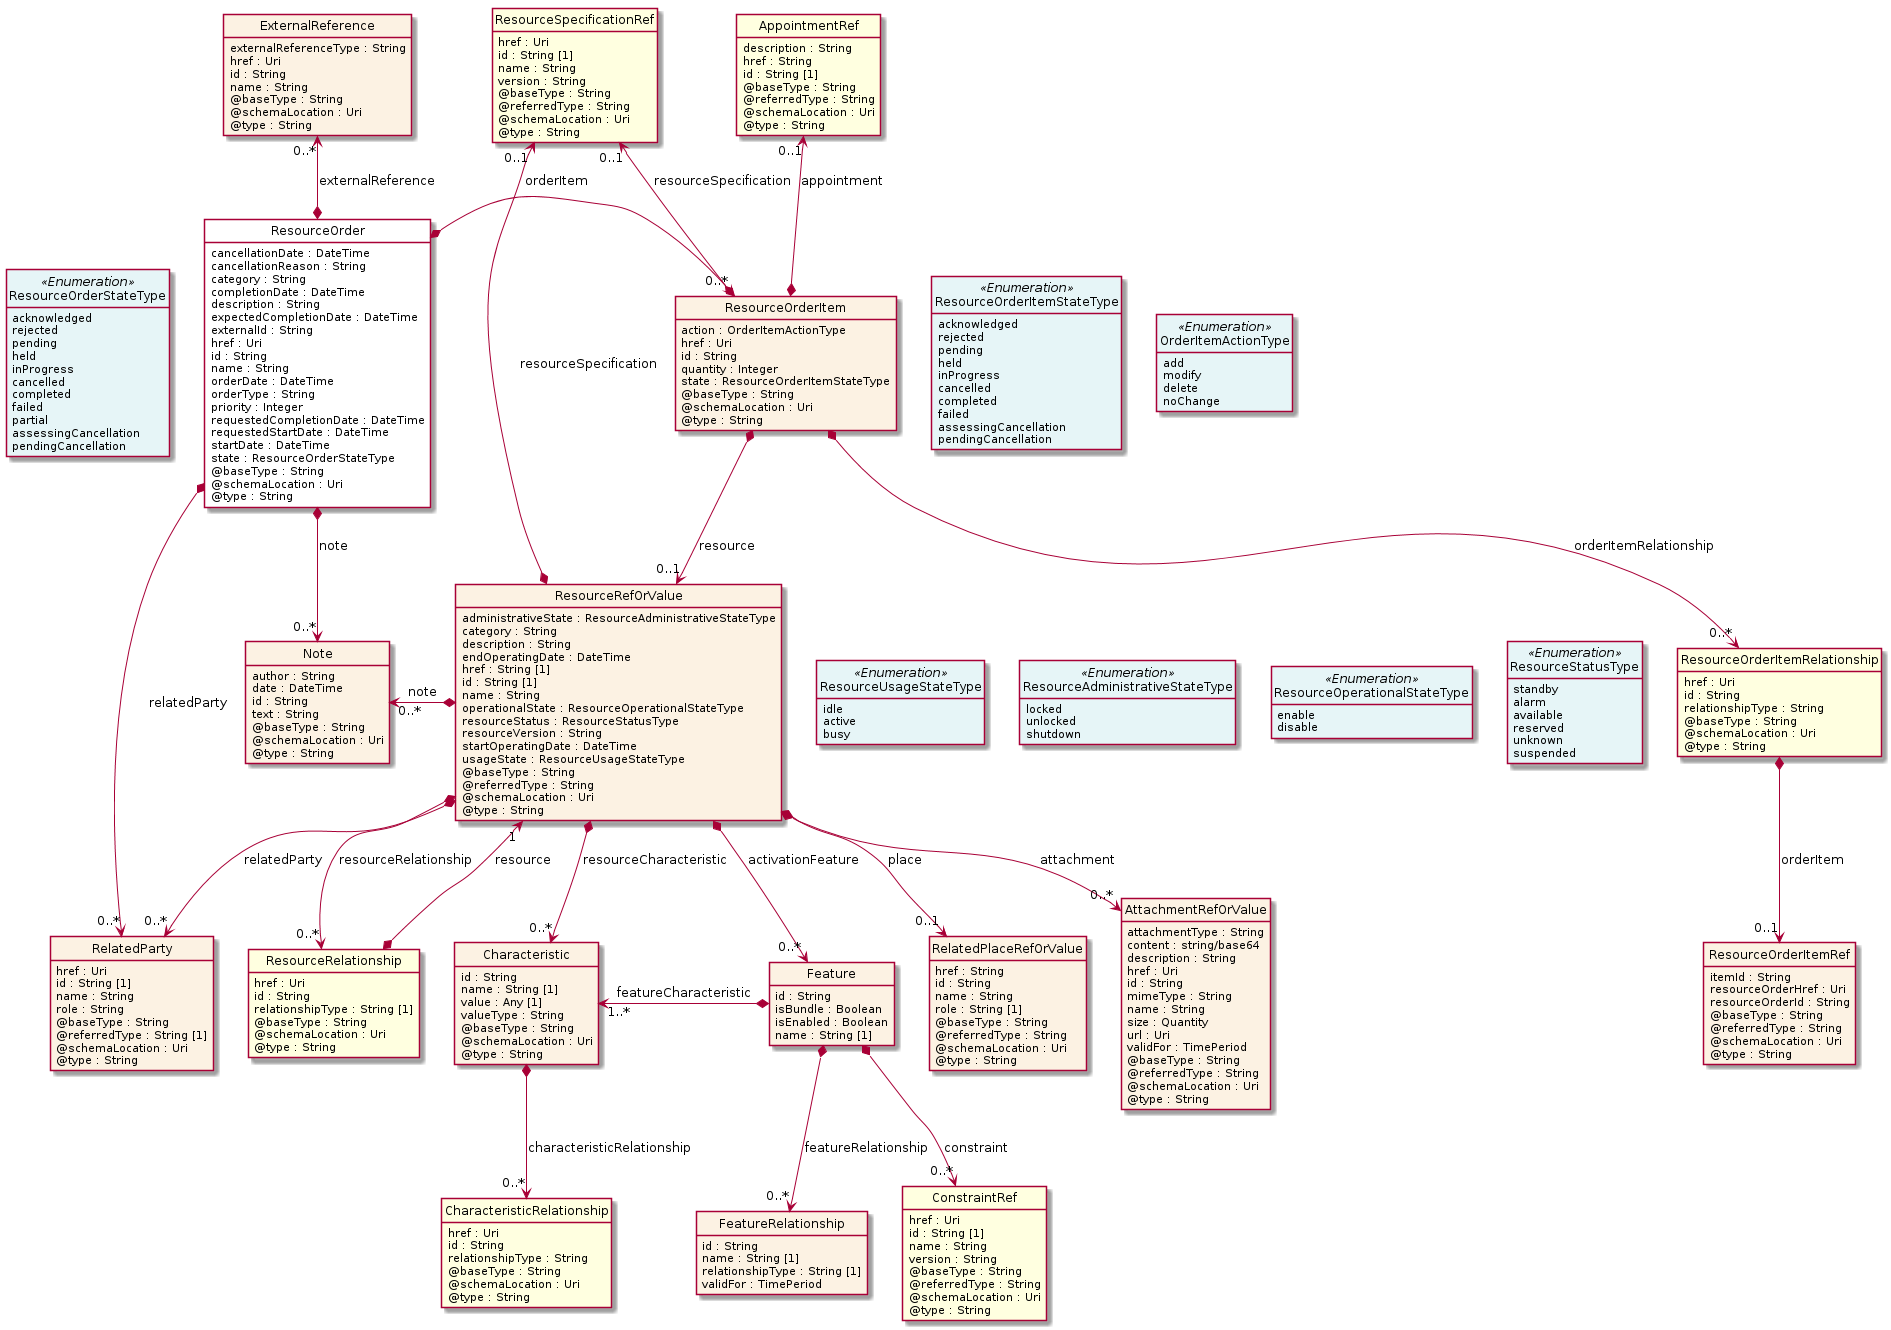 ExternalReference
externalReferenceType : String
href : Uri
id : String
name : String
@baseType : String
@schemaLocation : Uri
@type : String
ResourceSpecificationRef
href : Uri
id : String [1]
name : String
version : String
@baseType : String
@referredType : String
@schemaLocation : Uri
@type : String
AppointmentRef
description : String
href : String
id : String [1]
@baseType : String
@referredType : String
@schemaLocation : Uri
@type : String
0..*
0..1
0..1
0..1
externalReference
orderItem
resourceSpecification
appointment
ResourceOrder
cancellationDate : DateTime
cancellationReason : String
category : String
completionDate : DateTime
description : String
expectedCompletionDate : DateTime
externalId : String
href : Uri
id : String
name : String
orderDate : DateTime
orderType : String
priority : Integer
requestedCompletionDate : DateTime
requestedStartDate : DateTime
startDate : DateTime
state : ResourceOrderStateType
@baseType : String
@schemaLocation : Uri
@type : String
«Enumeration»
ResourceOrderStateType
acknowledged
rejected
pending
held
inProgress
cancelled
completed
failed
partial
assessingCancellation
pendingCancellation
0..*
ResourceOrderItem
action : OrderItemActionType
href : Uri
id : String
quantity : Integer
state : ResourceOrderItemStateType
@baseType : String
@schemaLocation : Uri
@type : String
«Enumeration»
ResourceOrderItemStateType
acknowledged
rejected
pending
held
inProgress
cancelled
completed
failed
assessingCancellation
pendingCancellation
«Enumeration»
OrderItemActionType
add
modify
delete
noChange
resourceSpecification
note
resource
orderItemRelationship
0..1
0..*
0..*
Note
author : String
date : DateTime
id : String
text : String
@baseType : String
@schemaLocation : Uri
@type : String
note
0..*
relatedParty
ResourceRefOrValue
administrativeState : ResourceAdministrativeStateType
category : String
description : String
endOperatingDate : DateTime
href : String [1]
id : String [1]
name : String
operationalState : ResourceOperationalStateType
resourceStatus : ResourceStatusType
resourceVersion : String
startOperatingDate : DateTime
usageState : ResourceUsageStateType
@baseType : String
@referredType : String
@schemaLocation : Uri
@type : String
«Enumeration»
ResourceUsageStateType
idle
active
busy
«Enumeration»
ResourceAdministrativeStateType
locked
unlocked
shutdown
«Enumeration»
ResourceOperationalStateType
enable
disable
«Enumeration»
ResourceStatusType
standby
alarm
available
reserved
unknown
suspended
ResourceOrderItemRelationship
href : Uri
id : String
relationshipType : String
@baseType : String
@schemaLocation : Uri
@type : String
1
relatedParty
resourceRelationship
resource
resourceCharacteristic
activationFeature
place
attachment
orderItem
0..*
0..*
0..*
0..*
0..*
0..1
0..*
0..1
RelatedParty
href : Uri
id : String [1]
name : String
role : String
@baseType : String
@referredType : String [1]
@schemaLocation : Uri
@type : String
ResourceRelationship
href : Uri
id : String
relationshipType : String [1]
@baseType : String
@schemaLocation : Uri
@type : String
Characteristic
id : String
name : String [1]
value : Any [1]
valueType : String
@baseType : String
@schemaLocation : Uri
@type : String
featureCharacteristic
1..*
Feature
id : String
isBundle : Boolean
isEnabled : Boolean
name : String [1]
RelatedPlaceRefOrValue
href : String
id : String
name : String
role : String [1]
@baseType : String
@referredType : String
@schemaLocation : Uri
@type : String
AttachmentRefOrValue
attachmentType : String
content : string/base64
description : String
href : Uri
id : String
mimeType : String
name : String
size : Quantity
url : Uri
validFor : TimePeriod
@baseType : String
@referredType : String
@schemaLocation : Uri
@type : String
ResourceOrderItemRef
itemId : String
resourceOrderHref : Uri
resourceOrderId : String
@baseType : String
@referredType : String
@schemaLocation : Uri
@type : String
characteristicRelationship
featureRelationship
constraint
0..*
0..*
0..*
CharacteristicRelationship
href : Uri
id : String
relationshipType : String
@baseType : String
@schemaLocation : Uri
@type : String
FeatureRelationship
id : String
name : String [1]
relationshipType : String [1]
validFor : TimePeriod
ConstraintRef
href : Uri
id : String [1]
name : String
version : String
@baseType : String
@referredType : String
@schemaLocation : Uri
@type : String